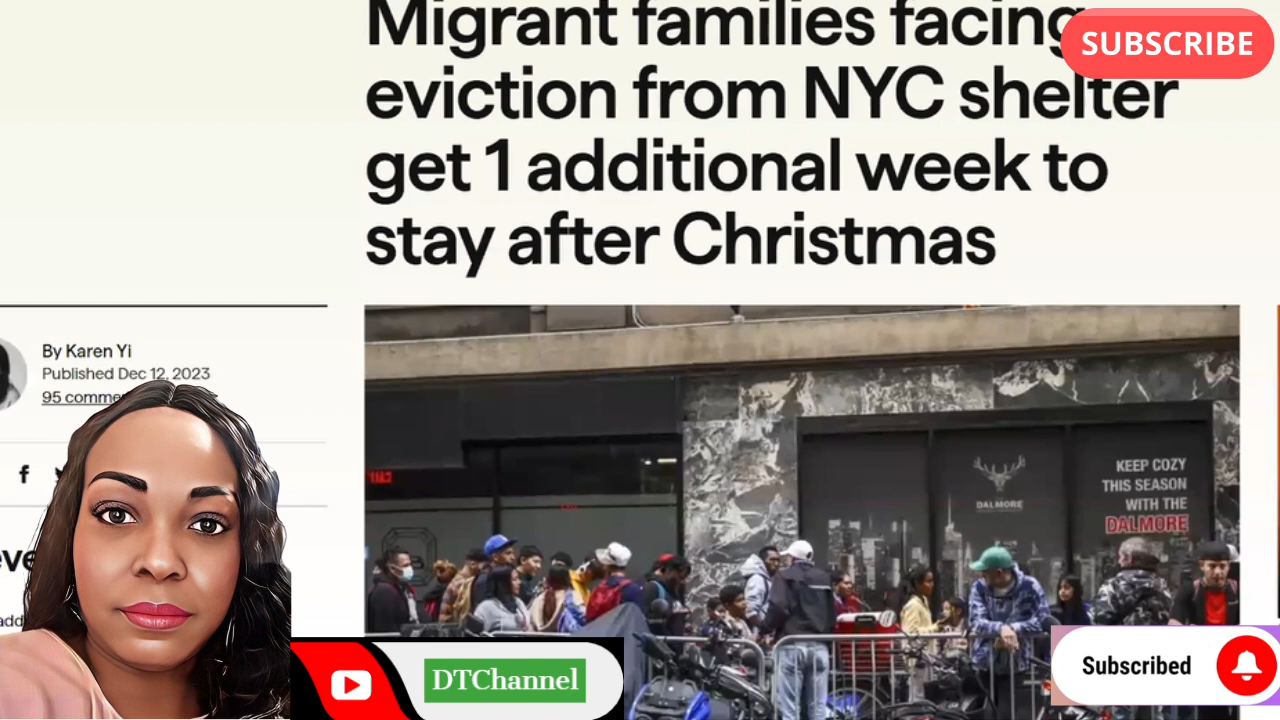 Migrant families facing
eviction from NYC shelter
get 1 additional week to
stay after Christmas
SUBSCRIBE
By Karen Yi
Published Dec 12, 2023
95
KEEP COZY
THIS SEASON
WITH THE
DALMORE
DALMORE
DTChannel
Subscribed